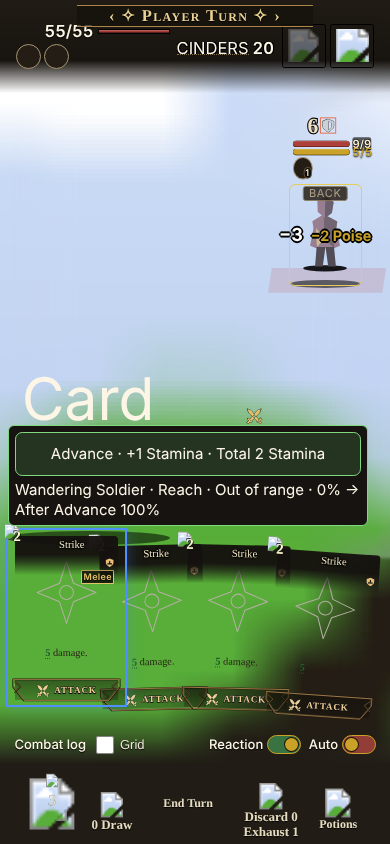 ‹ ✧ Player Turn ✧ ›
55/55
CINDERS 20
6
9/9
5/5
1
BACK
−3 −2 Poise
Card
Advance · +1 Stamina · Total 2 Stamina
Wandering Soldier · Reach · Out of range · 0% →
After Advance 100%
2 Strike
Melee
5 damage.
ATTACK
Strike
5 damage.
ATTACK
2 Strike
5 damage.
ATTACK
2 Strike
5
ATTACK
Combat log Grid Reaction Auto
0 Draw
End Turn
Discard 0
Exhaust 1
Potions